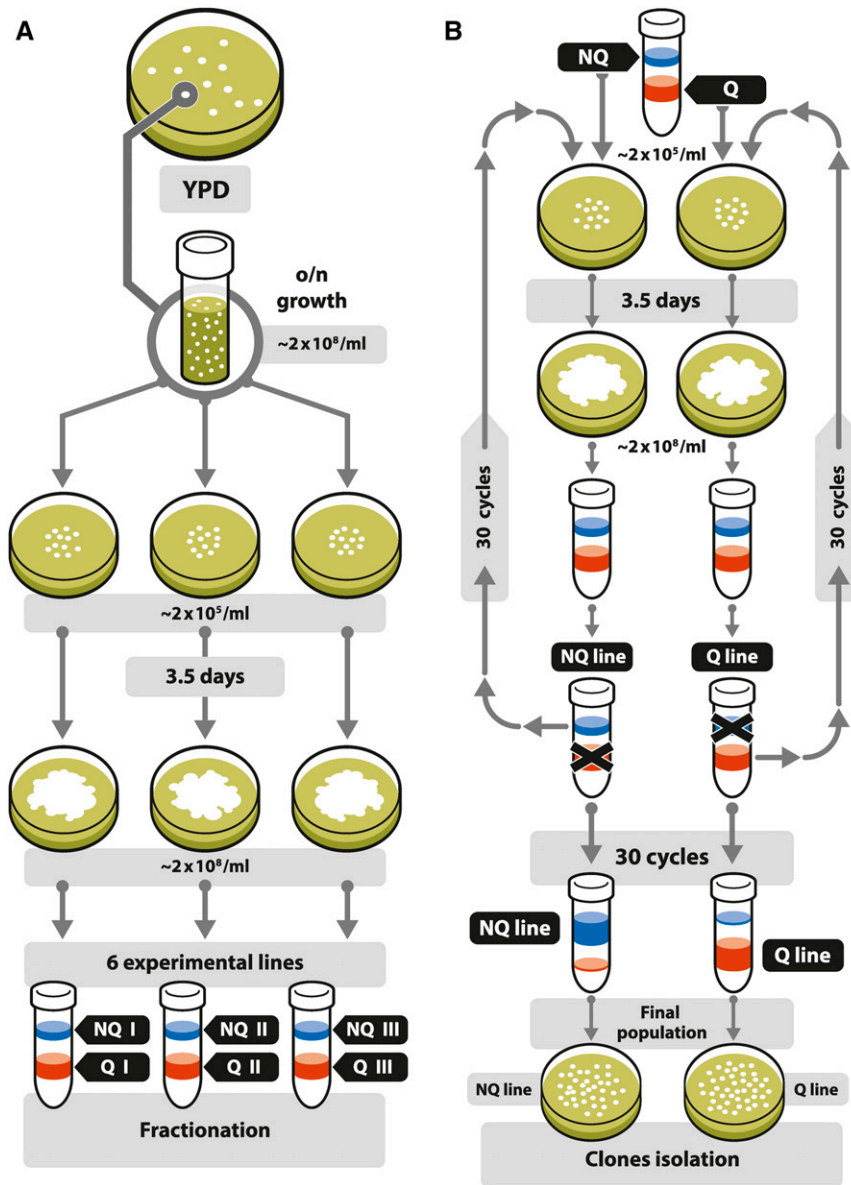 A
YPD
o/n
growth
~2 x 10⁸/ml
~2 x 10⁵/ml
3.5 days
~2 x 10⁸/ml
6 experimental lines
NQ I
NQ II
NQ III
Q I
Q II
Q III
Fractionation
B
NQ
Q
~2 x 10⁵/ml
3.5 days
~2 x 10⁸/ml
30 cycles
30 cycles
NQ line
Q line
30 cycles
NQ line
Q line
Final
population
NQ line
Q line
Clones isolation